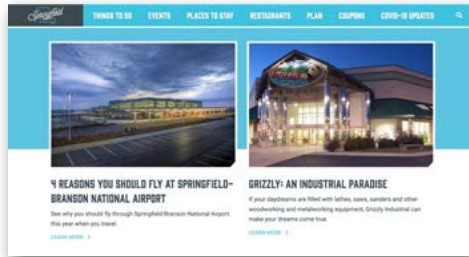 Springfield
THINGS TO DO EVENTS PLACES TO STAY RESTAURANTS PLAN COUPONS COVID-19 UPDATES
4 REASONS YOU SHOULD FLY AT SPRINGFIELD-
BRANSON NATIONAL AIRPORT
See why you should fly through Springfield-Branson National Airport
this year when you travel.
LEARN MORE >
GRIZZLY: AN INDUSTRIAL PARADISE
If your daydreams are filled with lathes, saws, sanders and other
woodworking and metalworking equipment, Grizzly Industrial can
make your dreams come true.
LEARN MORE >